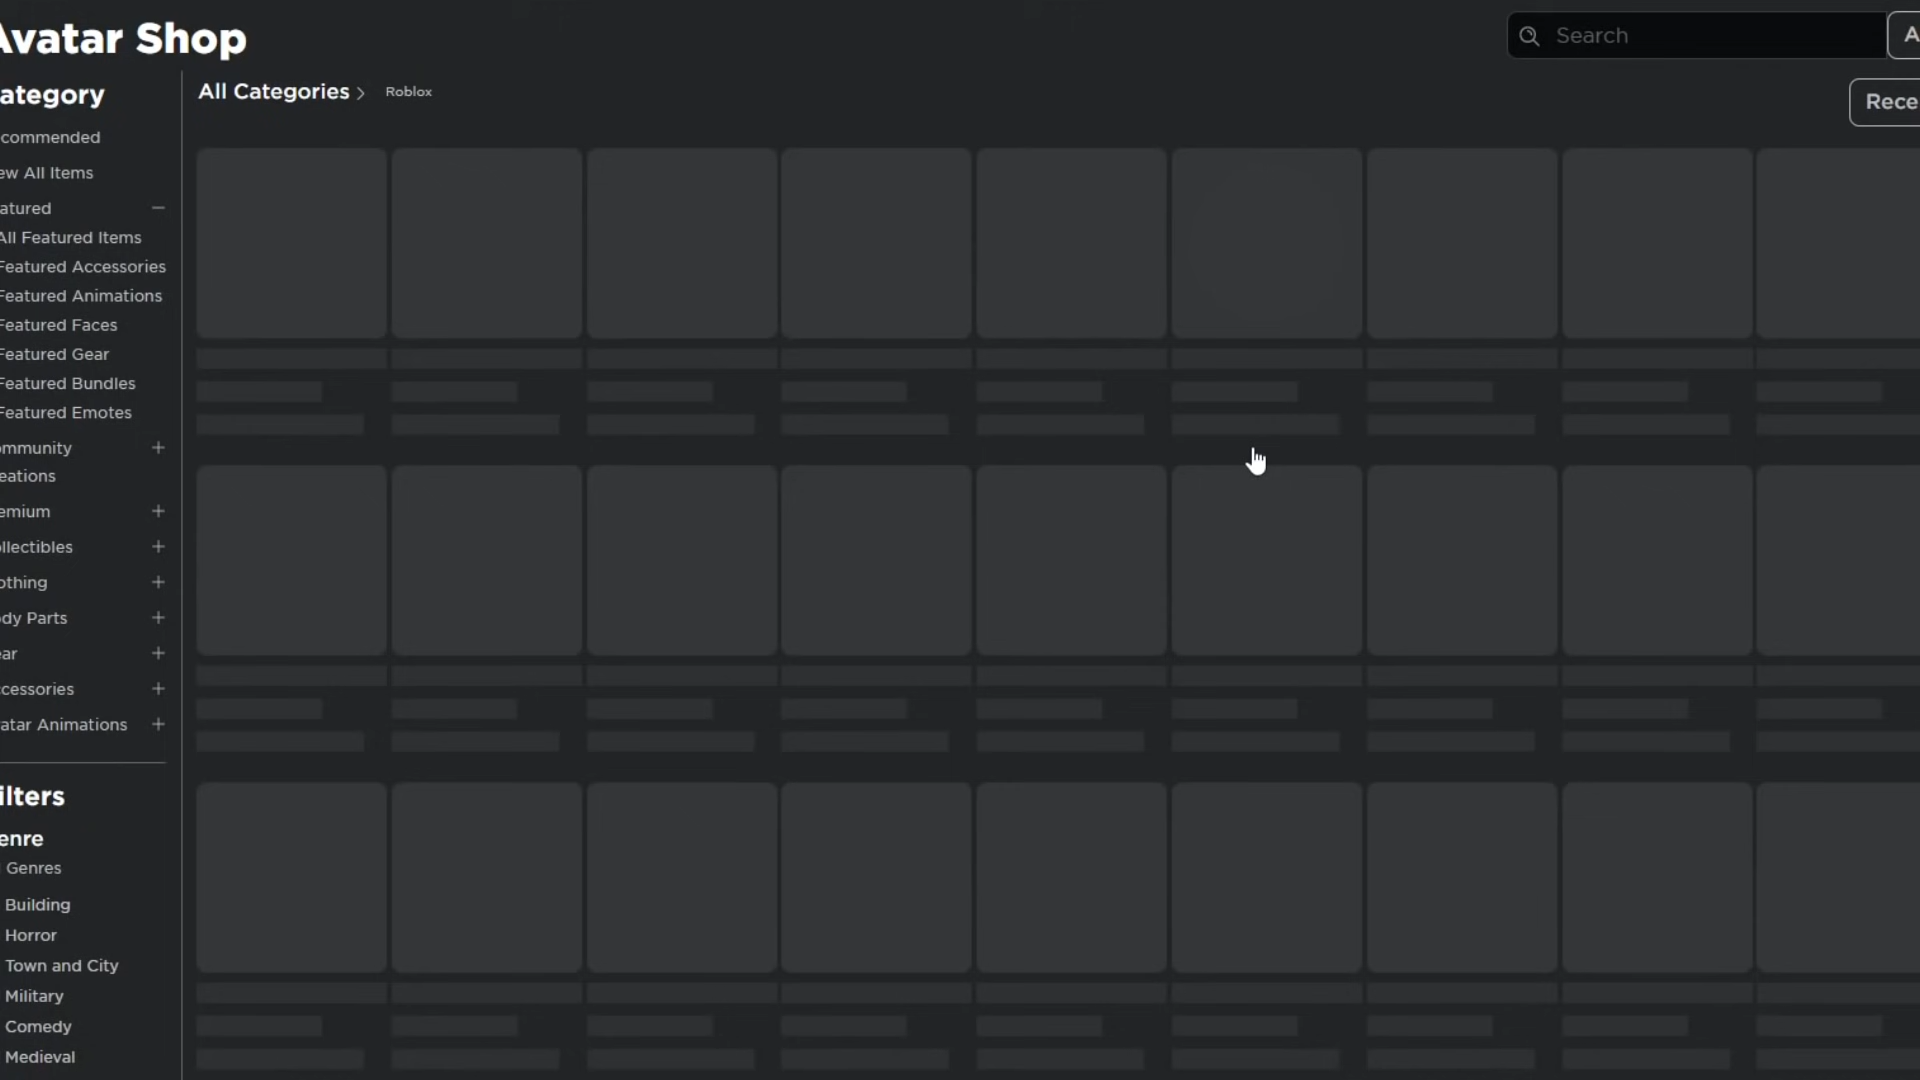 Avatar Shop
Search
A
ategory
All Categories
Roblox
Rece
commended
ew All Items
atured
All Featured Items
Featured Accessories
Featured Animations
Featured Faces
Featured Gear
Featured Bundles
Featured Emotes
mmunity
eations
emium
llectibles
othing
dy Parts
ear
cessories
atar Animations
ilters
enre
Genres
Building
Horror
Town and City
Military
Comedy
Medieval